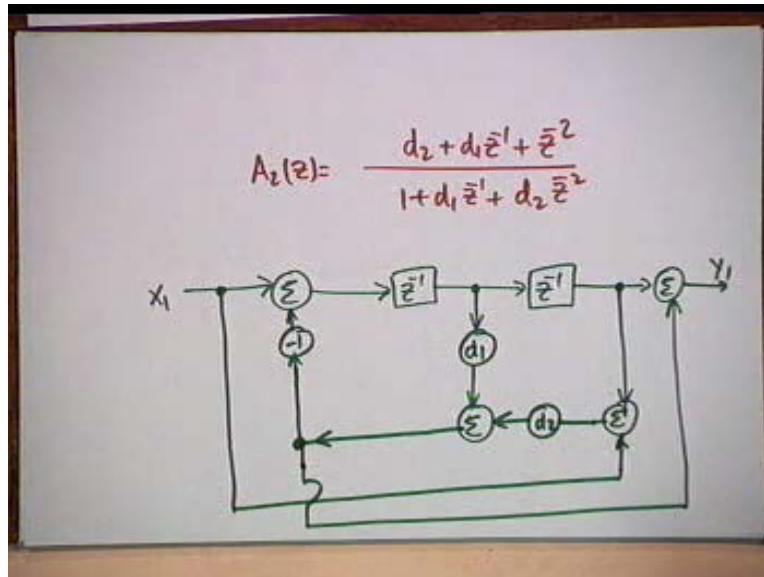 d₂ + d₁z̄¹ + z̄²
A₂(z) =
1 + d₁z̄¹ + d₂z̄²
X₁ Σ z̄¹ z̄¹ Σ Y₁
-1 d₁
Σ d₂ Σ